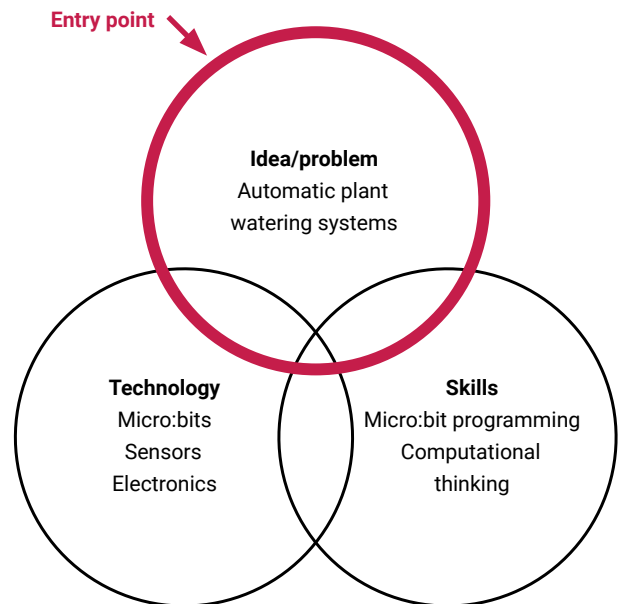 Entry point
Idea/problem
Automatic plant
watering systems
Technology
Micro:bits
Sensors
Electronics
Skills
Micro:bit programming
Computational
thinking